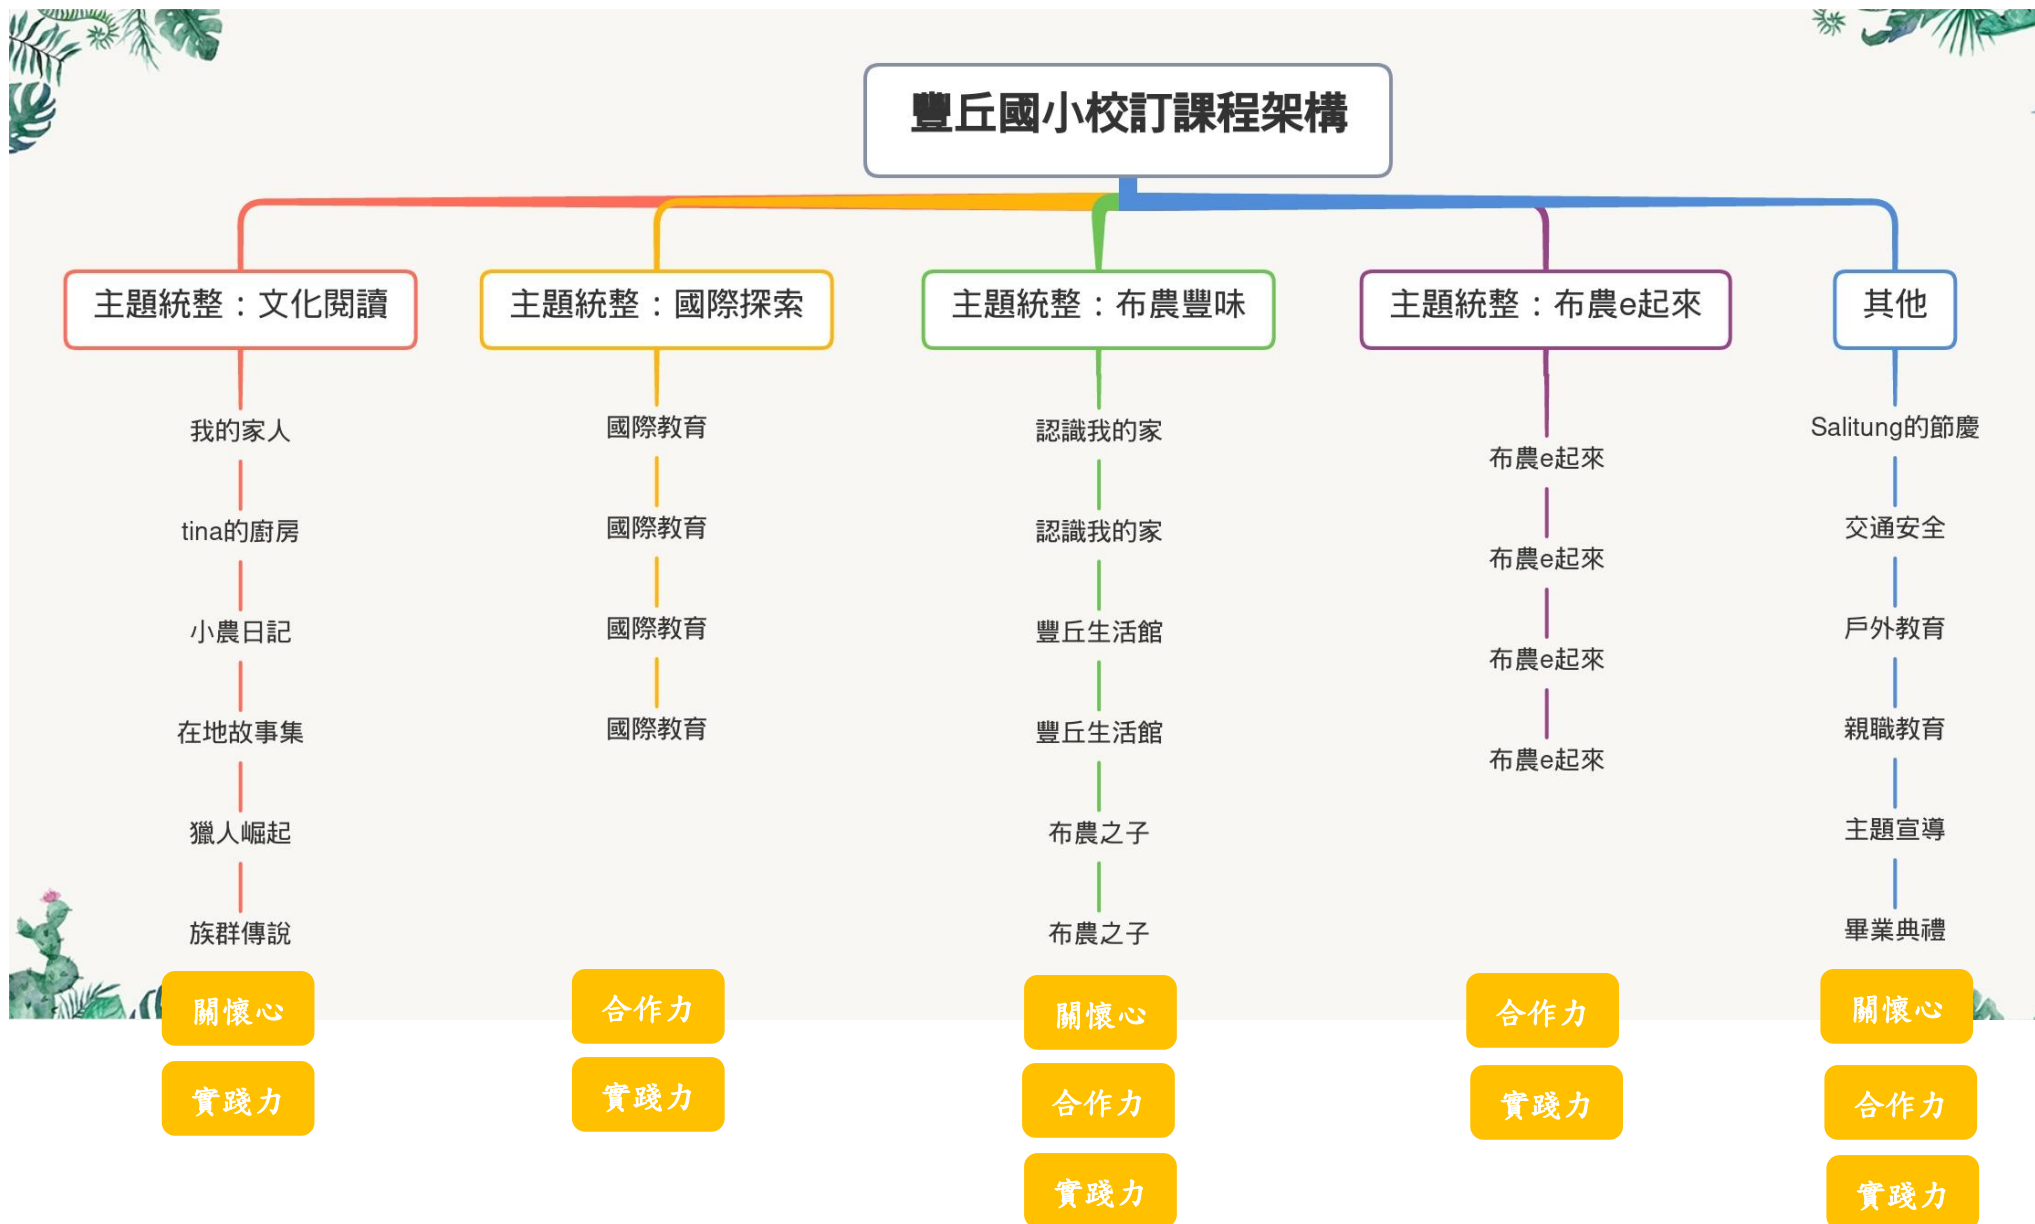 豐丘國小校訂課程架構
主題統整：文化閱讀
我的家人
tina的廚房
小農日記
在地故事集
獵人崛起
族群傳說
關懷心
實踐力
主題統整：國際探索
國際教育
國際教育
國際教育
國際教育
合作力
實踐力
主題統整：布農豐味
認識我的家
認識我的家
豐丘生活館
豐丘生活館
布農之子
布農之子
關懷心
合作力
實踐力
主題統整：布農e起來
布農e起來
布農e起來
布農e起來
布農e起來
合作力
實踐力
其他
Salitung的節慶
交通安全
戶外教育
親職教育
主題宣導
畢業典禮
關懷心
合作力
實踐力